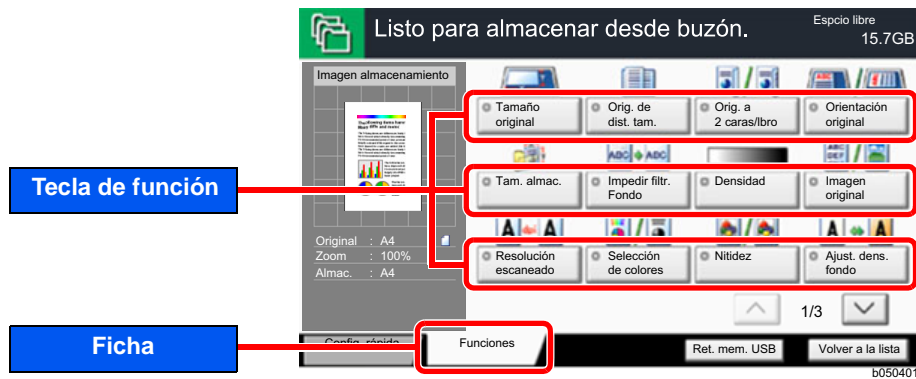 Listo para almacenar desde buzón.
Espcio libre
15.7GB
Imagen almacenamiento
Tamaño
original
Orig. de
dist. tam.
Orig. a
2 caras/lbro
Orientación
original
Tecla de función
Tam. almac.
Impedir filtr.
Fondo
Densidad
Imagen
original
Original : A4
Zoom : 100%
Almac. : A4
Resolución
escaneado
Selección
de colores
Nitidez
Ajust. dens.
fondo
1/3
Ficha
Config. rápida
Funciones
Ret. mem. USB
Volver a la lista
b050401